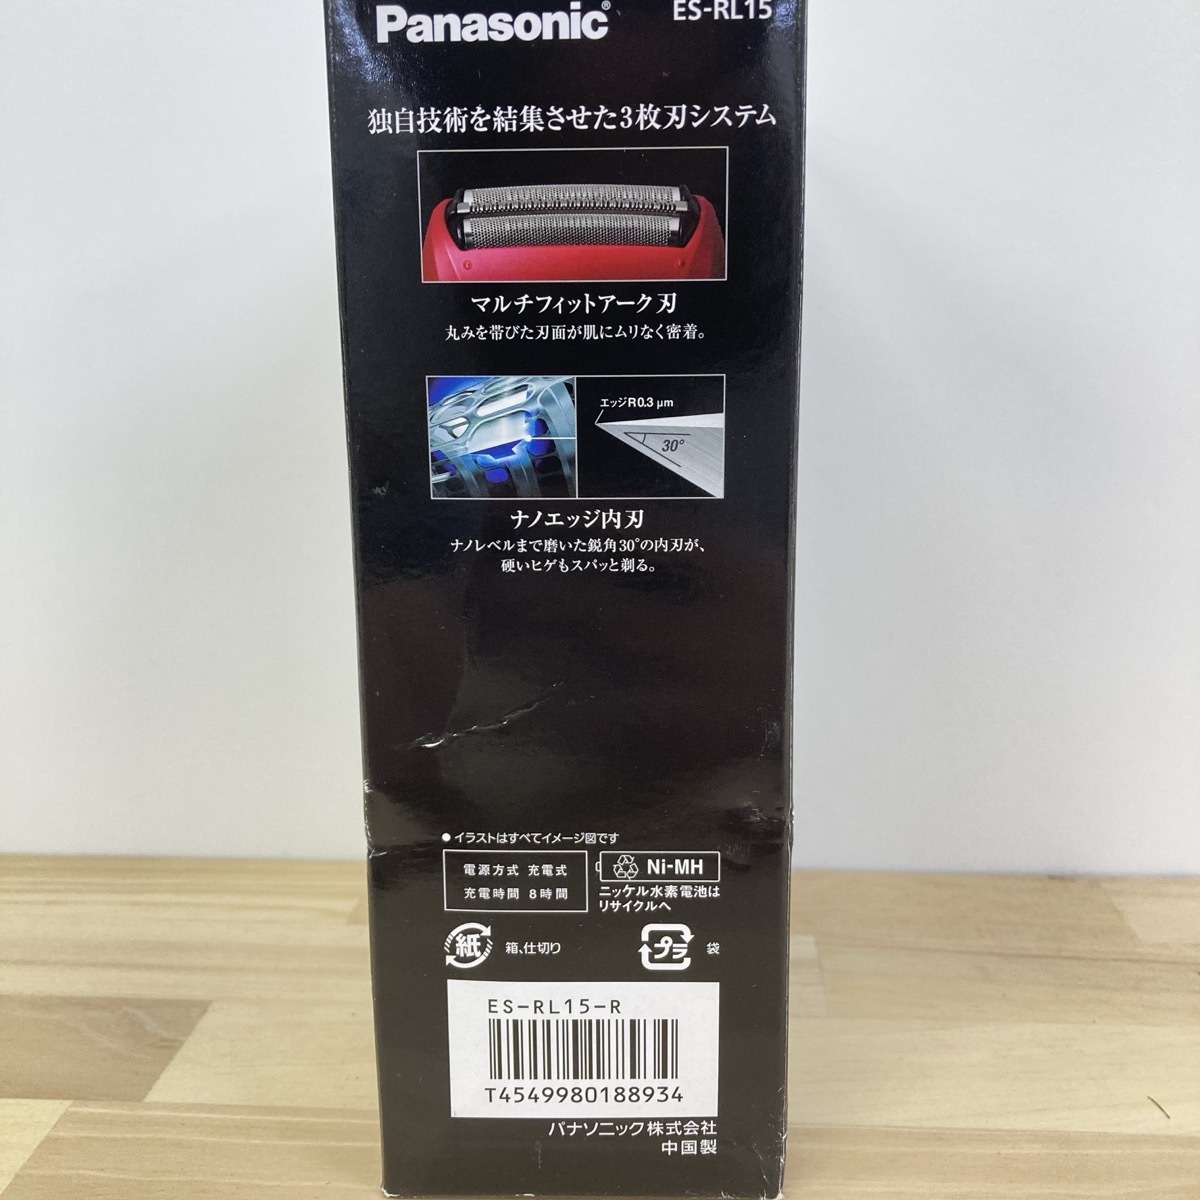 Panasonic® ES-RL15
独自技術を結集させた3枚刃システム
マルチフィットアーク刃
丸みを帯びた刃面が肌にムリなく密着。
エッジR0.3 μm
30°
ナノエッジ内刃
ナノレベルまで磨いた鋭角30°の内刃が、
硬いヒゲもスパッと剃る。
●イラストはすべてイメージ図です
電源方式 充電式
充電時間 8時間
Ni-MH
ニッケル水素電池は
リサイクルへ
紙 箱、仕切り
プラ 袋
ES-RL15-R
T4549980188934
パナソニック株式会社
中国製